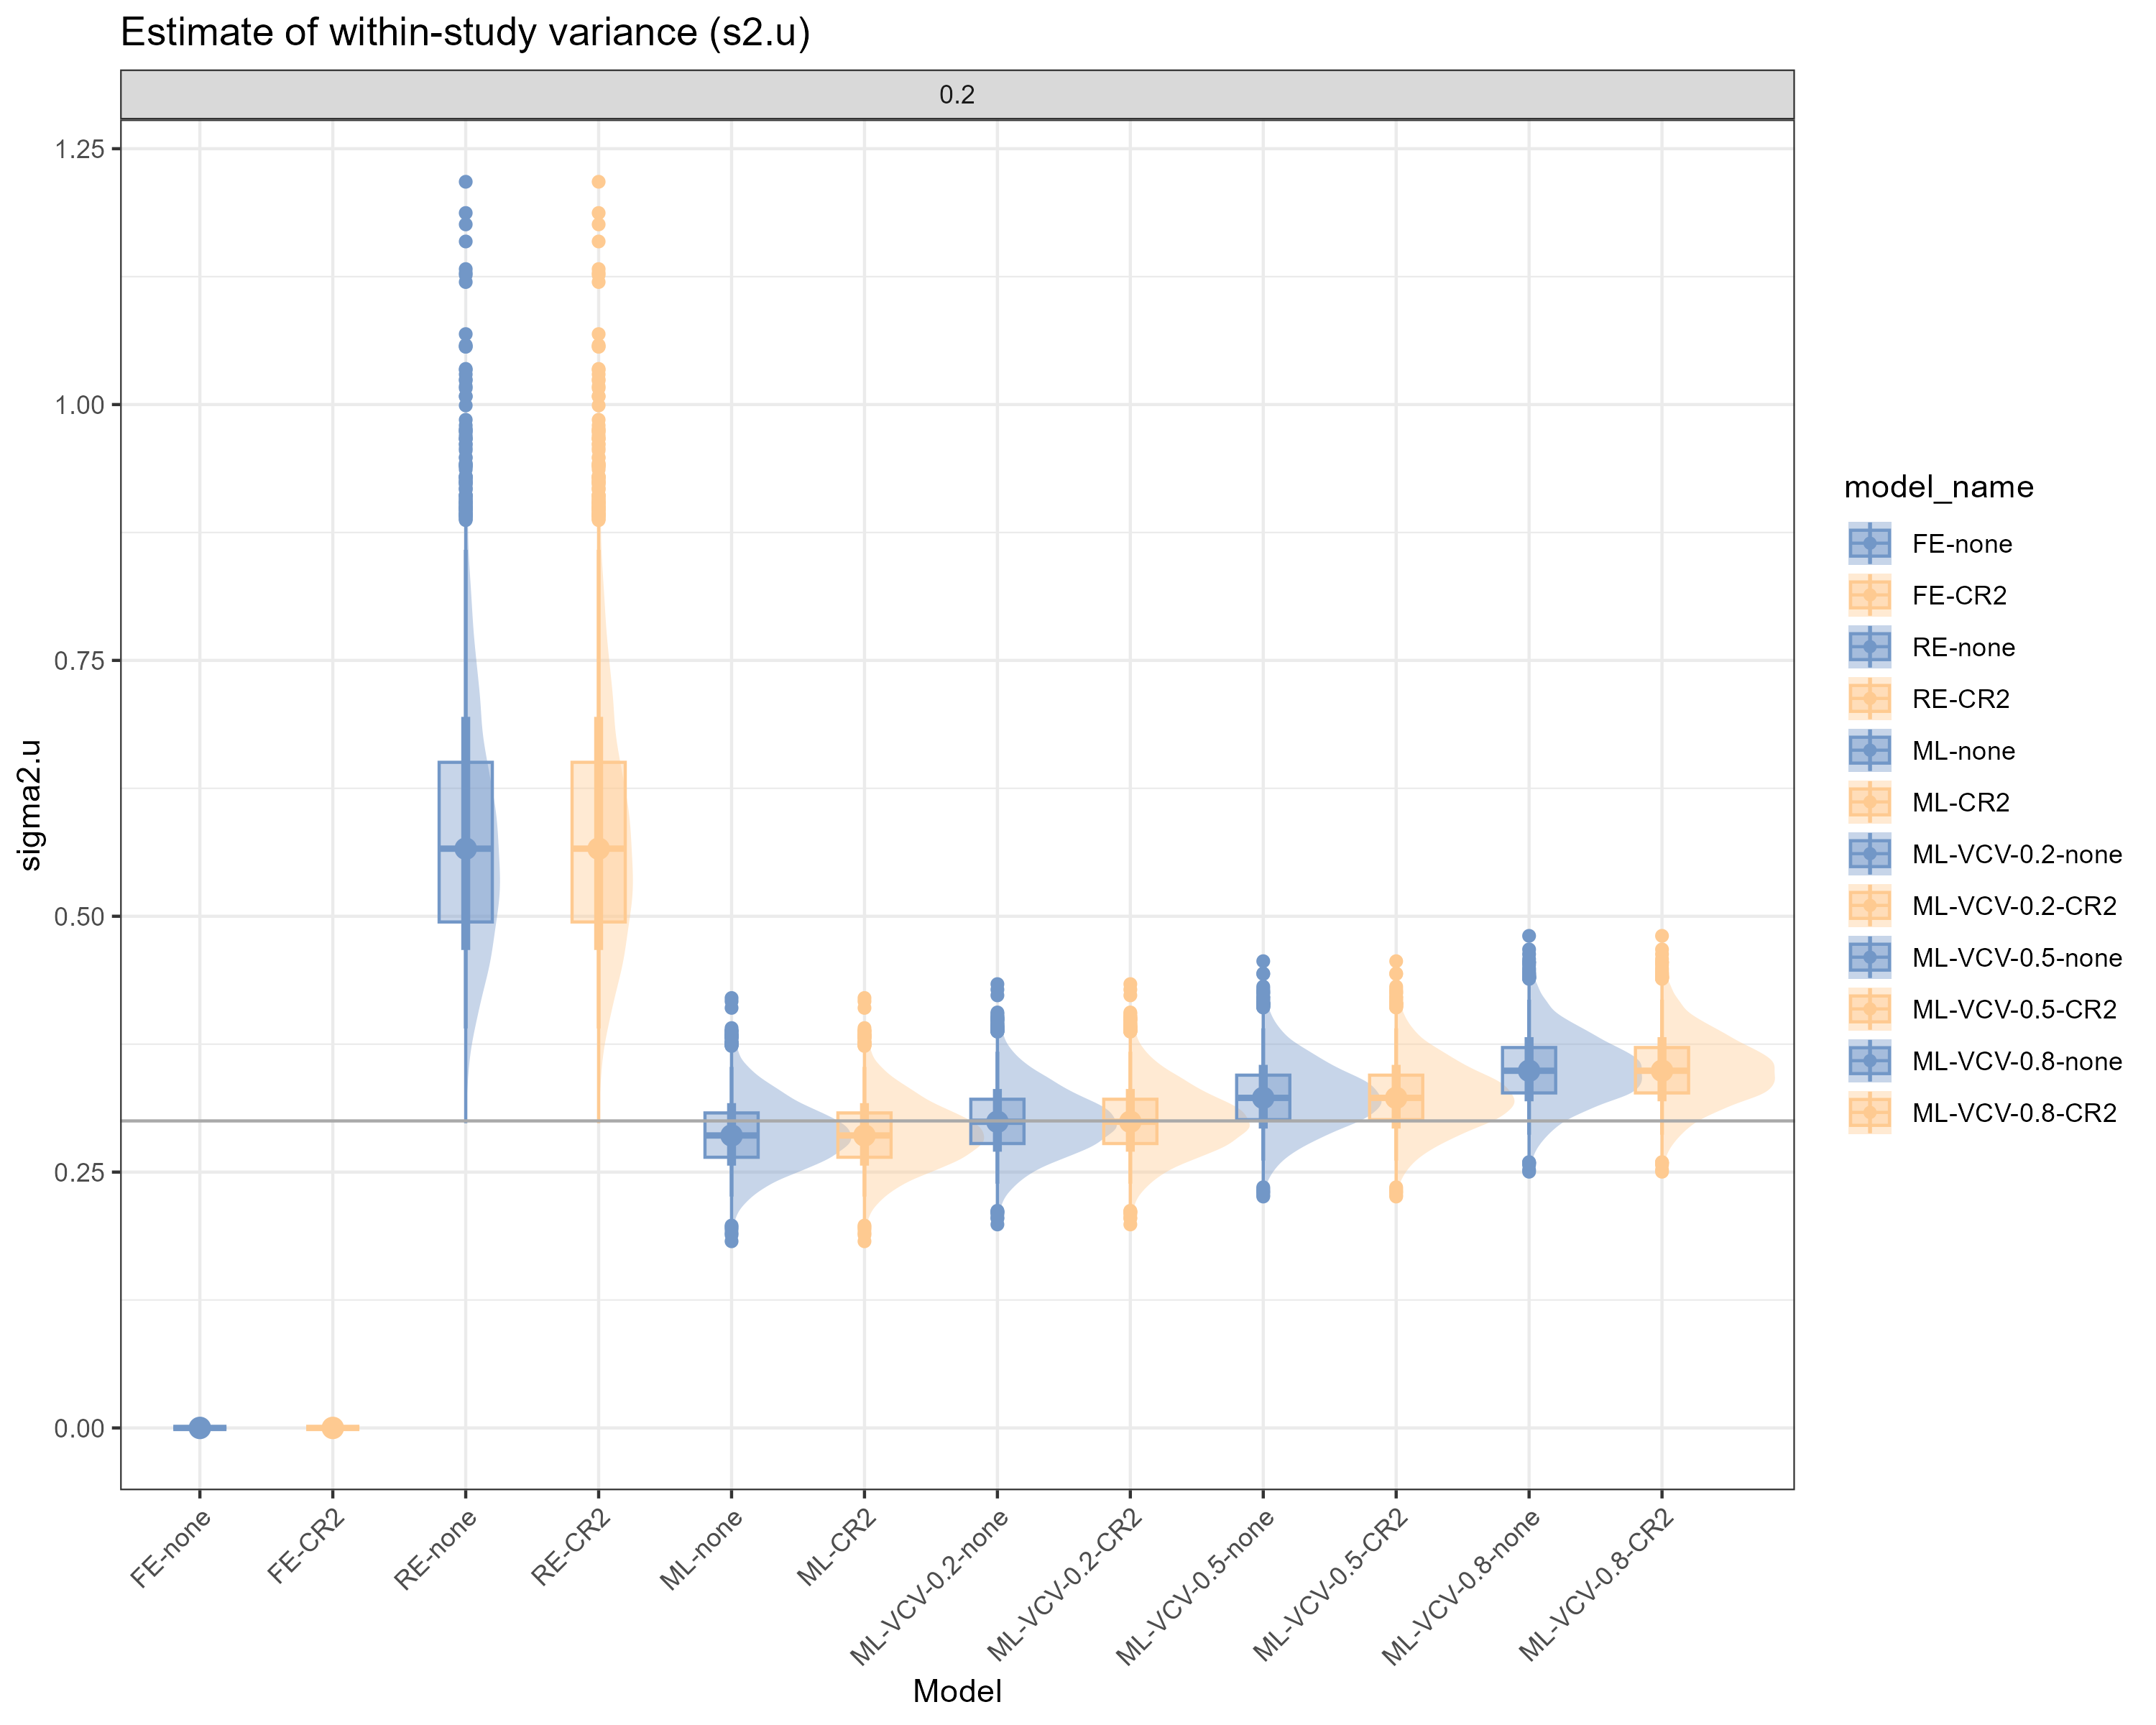 Estimate of within-study variance (s2.u)
0.2
1.25
1.00
0.75
0.50
0.25
0.00
sigma2.u
FE-none
FE-CR2
RE-none
RE-CR2
ML-none
ML-CR2
ML-VCV-0.2-none
ML-VCV-0.2-CR2
ML-VCV-0.5-none
ML-VCV-0.5-CR2
ML-VCV-0.8-none
ML-VCV-0.8-CR2
Model
model_name
FE-none
FE-CR2
RE-none
RE-CR2
ML-none
ML-CR2
ML-VCV-0.2-none
ML-VCV-0.2-CR2
ML-VCV-0.5-none
ML-VCV-0.5-CR2
ML-VCV-0.8-none
ML-VCV-0.8-CR2